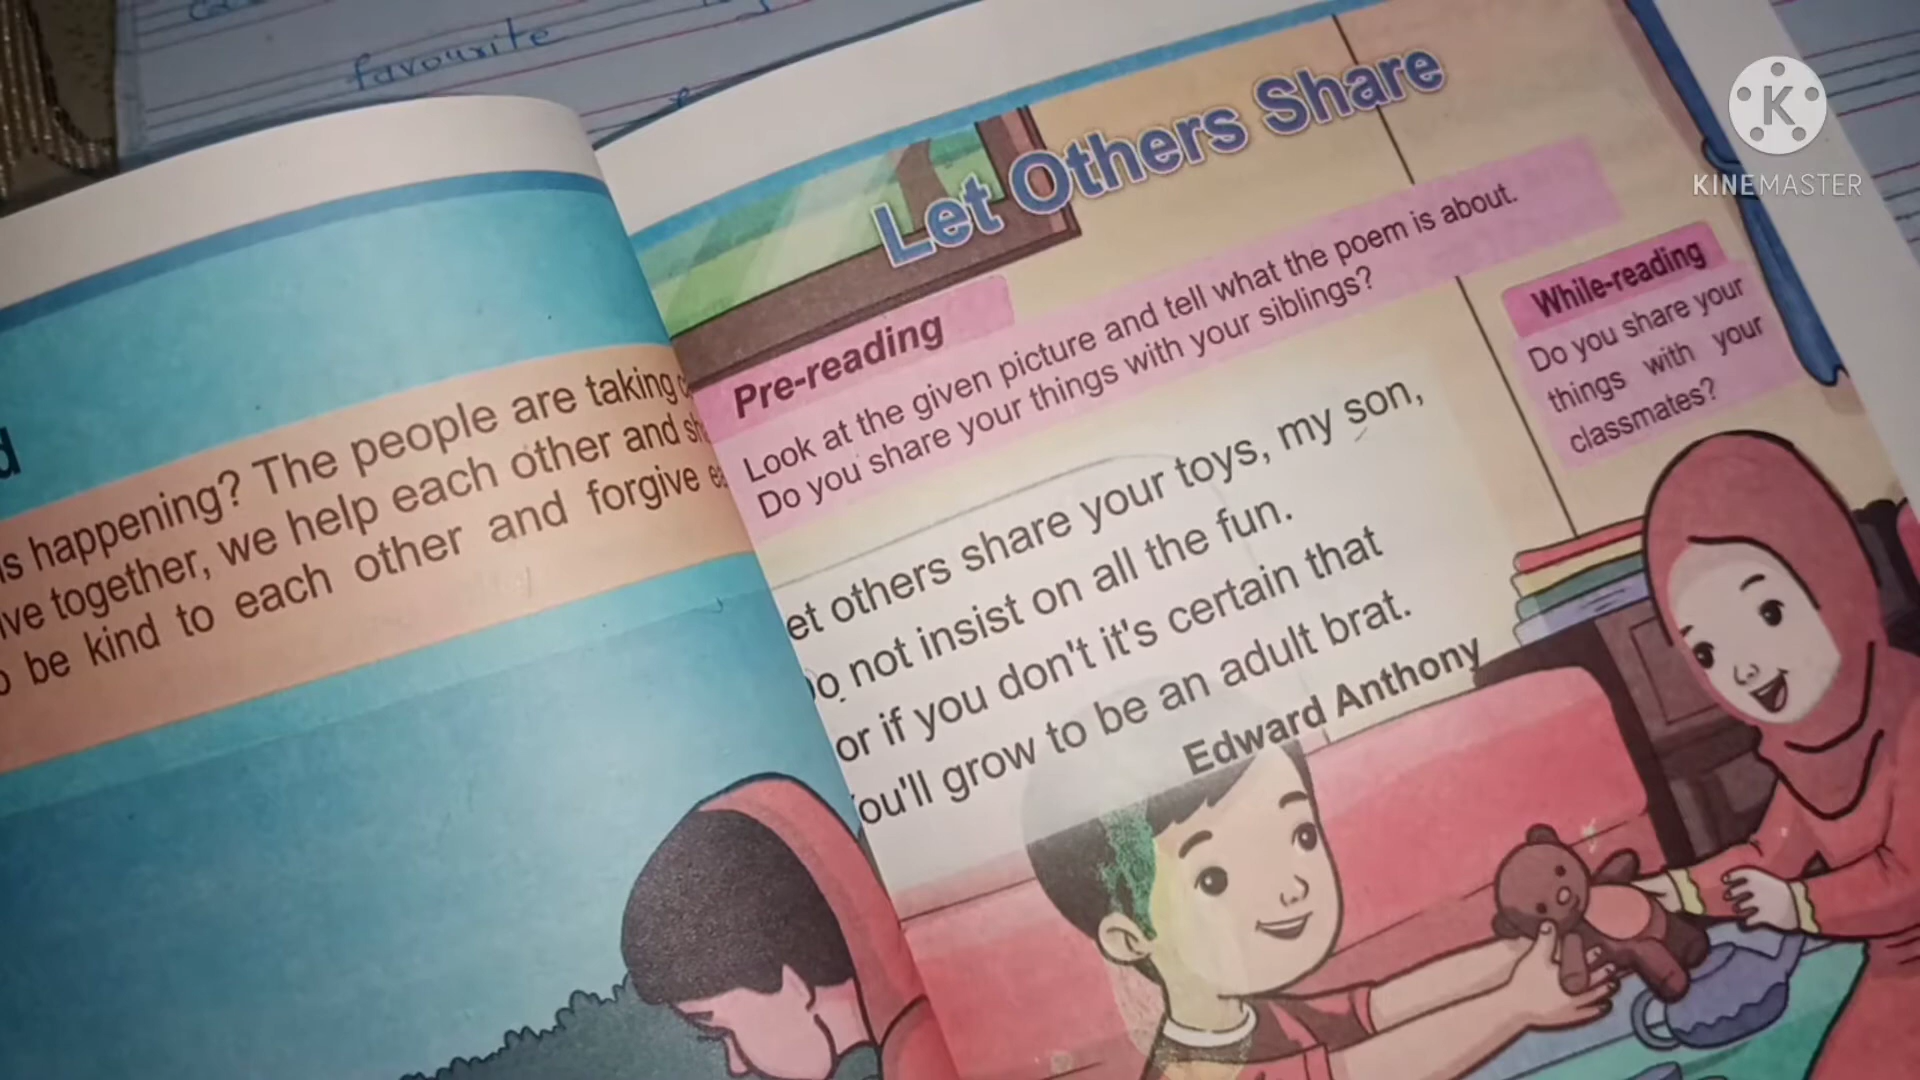 favourite
KINEMASTER
is happening? The people are taking
ve together, we help each other and
be kind to each other and forgive
Let Others Share
Pre-reading
Look at the given picture and tell what the poem is about.
Do you share your things with your siblings?
While-reading
Do you share your
things with your
classmates?
et others share your toys, my son,
o not insist on all the fun.
or if you don't it's certain that
ou'll grow to be an adult brat.
Edward Anthony